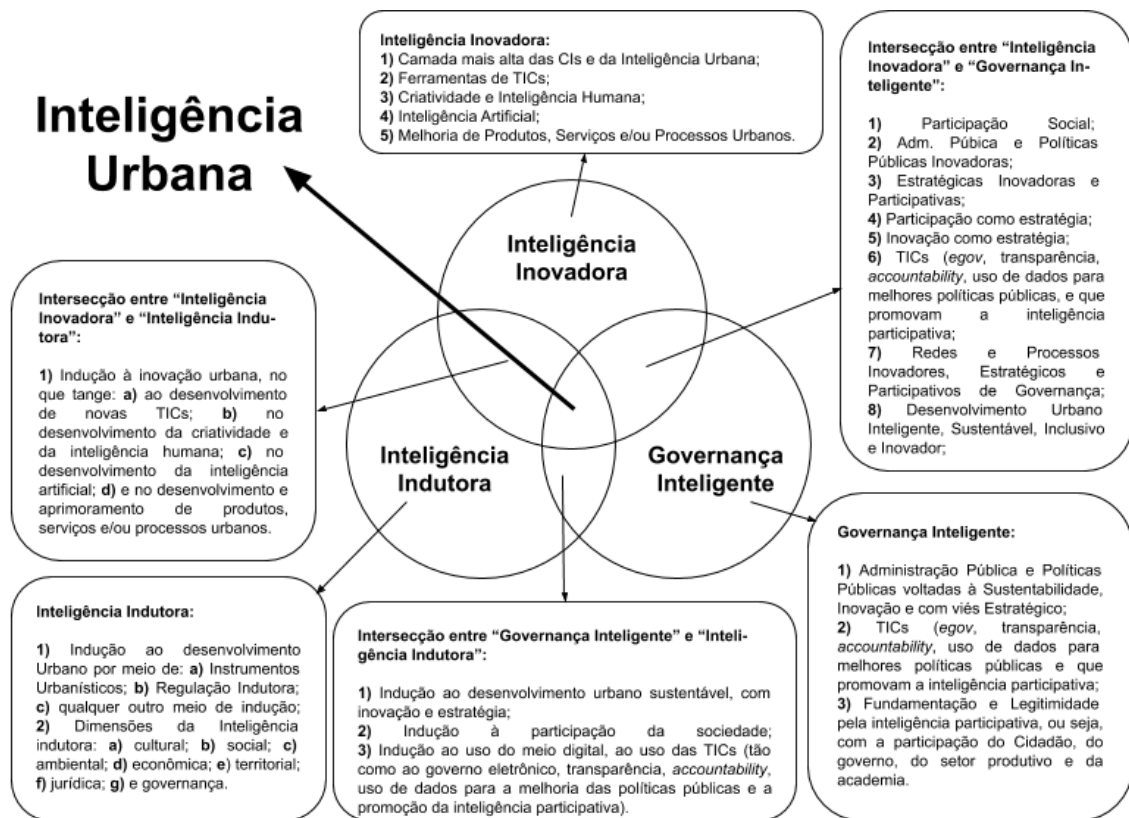 Inteligência
Urbana
Inteligência Inovadora:
1) Camada mais alta das CIs e da Inteligência Urbana;
2) Ferramentas de TICs;
3) Criatividade e Inteligência Humana;
4) Inteligência Artificial;
5) Melhoria de Produtos, Serviços e/ou Processos Urbanos.
Intersecção entre “Inteligência
Inovadora” e “Governança In-
teligente”:
1) Participação Social;
2) Adm. Púbica e Políticas
Públicas Inovadoras;
3) Estratégicas Inovadoras e
Participativas;
4) Participação como estratégia;
5) Inovação como estratégia;
6) TICs (egov, transparência,
accountability, uso de dados para
melhores políticas públicas, e que
promovam a inteligência
participativa;
7) Redes e Processos
Inovadores, Estratégicos e
Participativos de Governança;
8) Desenvolvimento Urbano
Inteligente, Sustentável, Inclusivo
e Inovador;
Inteligência
Inovadora
Inteligência
Indutora
Governança
Inteligente
Intersecção entre “Inteligência
Inovadora” e “Inteligência Indu-
tora”:
1) Indução à inovação urbana, no
que tange: a) ao desenvolvimento
de novas TICs; b) no
desenvolvimento da criatividade e
da inteligência humana; c) no
desenvolvimento da inteligência
artificial; d) e no desenvolvimento e
aprimoramento de produtos,
serviços e/ou processos urbanos.
Inteligência Indutora:
1) Indução ao desenvolvimento
Urbano por meio de: a) Instrumentos
Urbanísticos; b) Regulação Indutora;
c) qualquer outro meio de indução;
2) Dimensões da Inteligência
indutora: a) cultural; b) social; c)
ambiental; d) econômica; e) territorial;
f) jurídica; g) e governança.
Intersecção entre “Governança Inteligente” e “Inteli-
gência Indutora”:
1) Indução ao desenvolvimento urbano sustentável, com
inovação e estratégia;
2) Indução à participação da sociedade;
3) Indução ao uso do meio digital, ao uso das TICs (tão
como ao governo eletrônico, transparência, accountability,
uso de dados para a melhoria das políticas públicas e a
promoção da inteligência participativa).
Governança Inteligente:
1) Administração Pública e Políticas
Públicas voltadas à Sustentabilidade,
Inovação e com viés Estratégico;
2) TICs (egov, transparência,
accountability, uso de dados para
melhores políticas públicas e que
promovam a inteligência participativa;
3) Fundamentação e Legitimidade
pela inteligência participativa, ou seja,
com a participação do Cidadão, do
governo, do setor produtivo e da
academia.